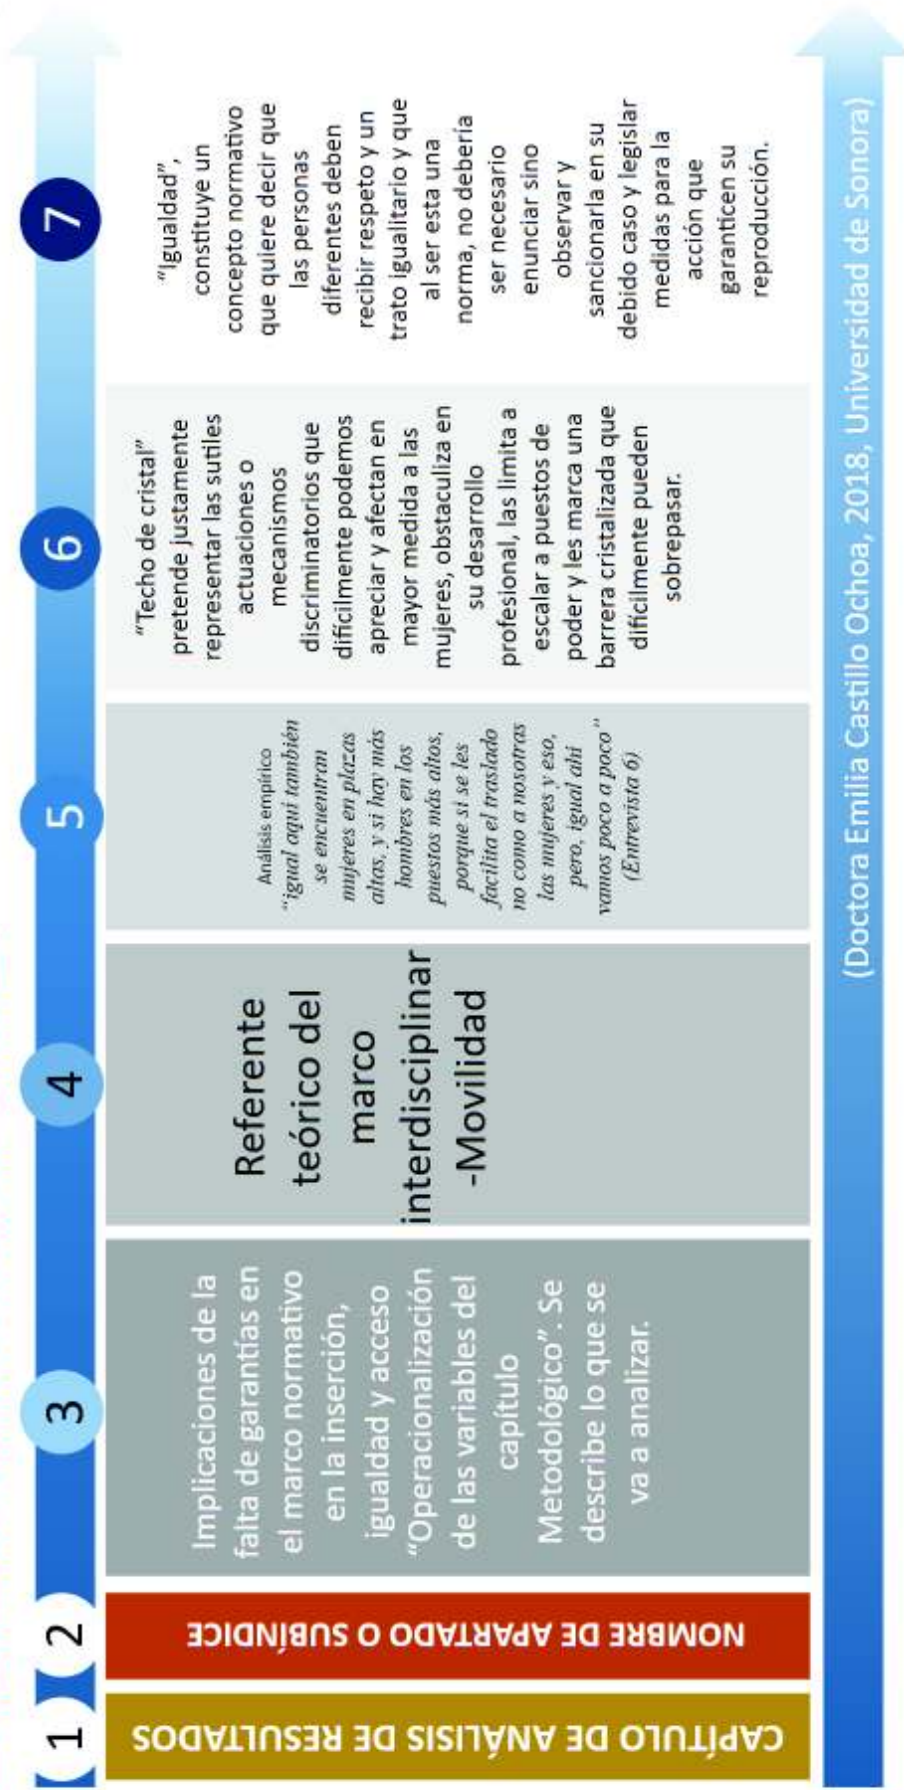 1
2
3
4
5
6
7
CAPÍTULO DE ANÁLISIS DE RESULTADOS
NOMBRE DE APARTADO O SUBÍNDICE
Implicaciones de la
falta de garantías en
el marco normativo
en la inserción,
igualdad y acceso
“Operacionalización
de las variables del
capítulo
Metodológico”. Se
describe lo que se
va a analizar.
Referente
teórico del
marco
interdisciplinar
-Movilidad
Análisis empírico
“igual aquí también
se encuentran
mujeres en plazas
altas, y si hay más
hombres en los
puestos más altos,
porque si se les
facilita el traslado
no como a nosotras
las mujeres y eso,
pero, igual ahí
vamos poco a poco”
(Entrevista 6)
“Techo de cristal”
pretende justamente
representar las sutiles
actuaciones o
mecanismos
discriminatorios que
difícilmente podemos
apreciar y afectan en
mayor medida a las
mujeres, obstaculiza en
su desarrollo
profesional, las limita a
escalar a puestos de
poder y les marca una
barrera cristalizada que
difícilmente pueden
sobrepasar.
“Igualdad”,
constituye un
concepto normativo
que quiere decir que
las personas
diferentes deben
recibir respeto y un
trato igualitario y que
al ser esta una
norma, no debería
ser necesario
enunciar sino
observar y
sancionarla en su
debido caso y legislar
medidas para la
acción que
garanticen su
reproducción.
(Doctora Emilia Castillo Ochoa, 2018, Universidad de Sonora)